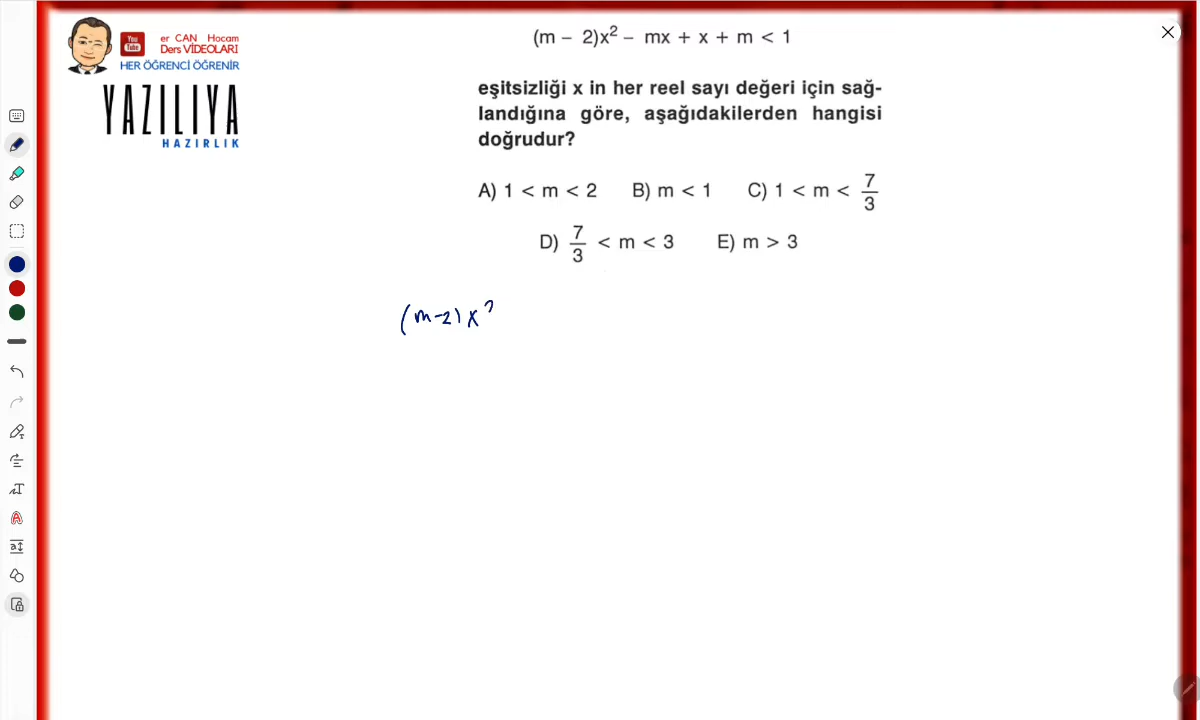 er CAN Hocam
You Tube
Ders VİDEOLARI
HER ÖĞRENCİ ÖĞRENİR
YAZILIYA
HAZIRLIK
(m – 2)x² – mx + x + m < 1
eşitsizliği x in her reel sayı değeri için sağ-
landığına göre, aşağıdakilerden hangisi
doğrudur?
A) 1 < m < 2 B) m < 1 C) 1 < m < 7/3
D) 7/3 < m < 3 E) m > 3
(m-2) x²